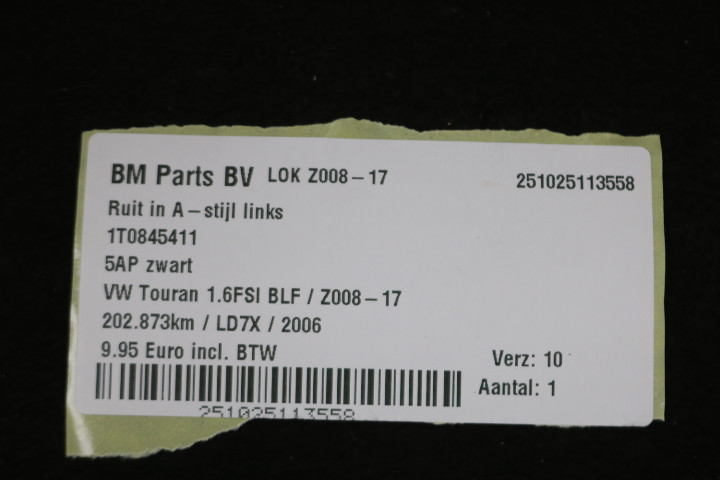 BM Parts BV LOK Z008-17 251025113558
Ruit in A-stijl links
1T0845411
5AP zwart
VW Touran 1.6FSI BLF / Z008-17
202.873km / LD7X / 2006
9.95 Euro incl. BTW Verz: 10
Aantal: 1
251025113558